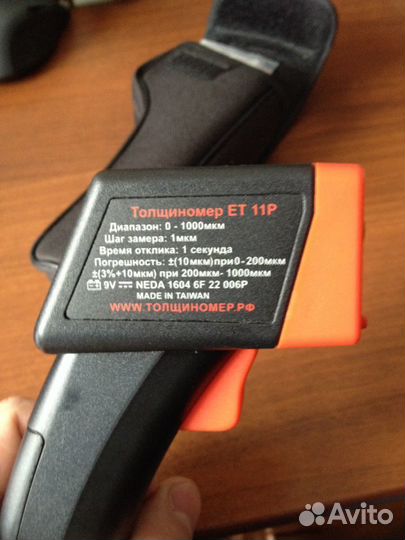 Толщиномер ET 11P
Диапазон: 0 - 1000мкм
Шаг замера: 1мкм
Время отклика: 1 секунда
Погрешность: ±(10мкм)при0-200мкм
±(3%+10мкм) при 200мкм- 1000мкм
9V NEDA 1604 6F 22 006P
MADE IN TAIWAN
WWW.ТОЛЩИНОМЕР.РФ
Avito